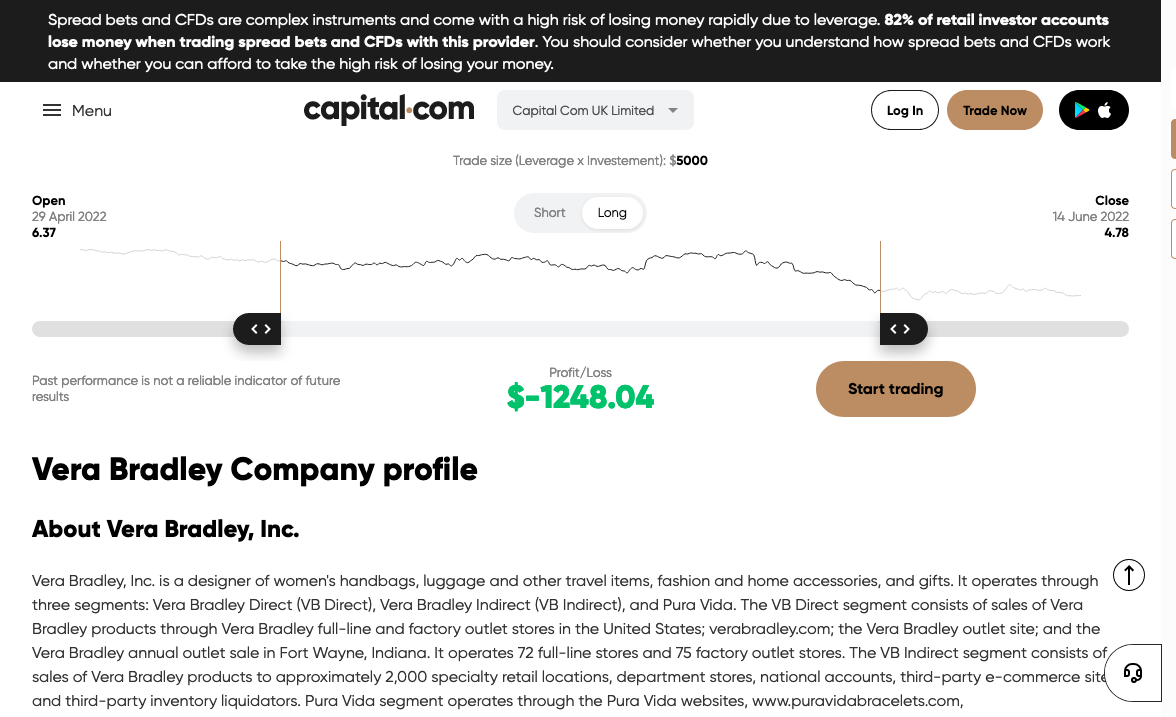 Spread bets and CFDs are complex instruments and come with a high risk of losing money rapidly due to leverage. 82% of retail investor accounts
lose money when trading spread bets and CFDs with this provider. You should consider whether you understand how spread bets and CFDs work
and whether you can afford to take the high risk of losing your money.
Menu
capital.com
Capital Com UK Limited
Log In
Trade Now
Trade size (Leverage x Investement): $5000
Open
29 April 2022
6.37
Short
Long
Close
14 June 2022
4.78
Past performance is not a reliable indicator of future
results
Profit/Loss
$-1248.04
Start trading
Vera Bradley Company profile
About Vera Bradley, Inc.
Vera Bradley, Inc. is a designer of women's handbags, luggage and other travel items, fashion and home accessories, and gifts. It operates through
three segments: Vera Bradley Direct (VB Direct), Vera Bradley Indirect (VB Indirect), and Pura Vida. The VB Direct segment consists of sales of Vera
Bradley products through Vera Bradley full-line and factory outlet stores in the United States; verabradley.com; the Vera Bradley outlet site; and the
Vera Bradley annual outlet sale in Fort Wayne, Indiana. It operates 72 full-line stores and 75 factory outlet stores. The VB Indirect segment consists of
sales of Vera Bradley products to approximately 2,000 specialty retail locations, department stores, national accounts, third-party e-commerce site
and third-party inventory liquidators. Pura Vida segment operates through the Pura Vida websites, www.puravidabracelets.com,